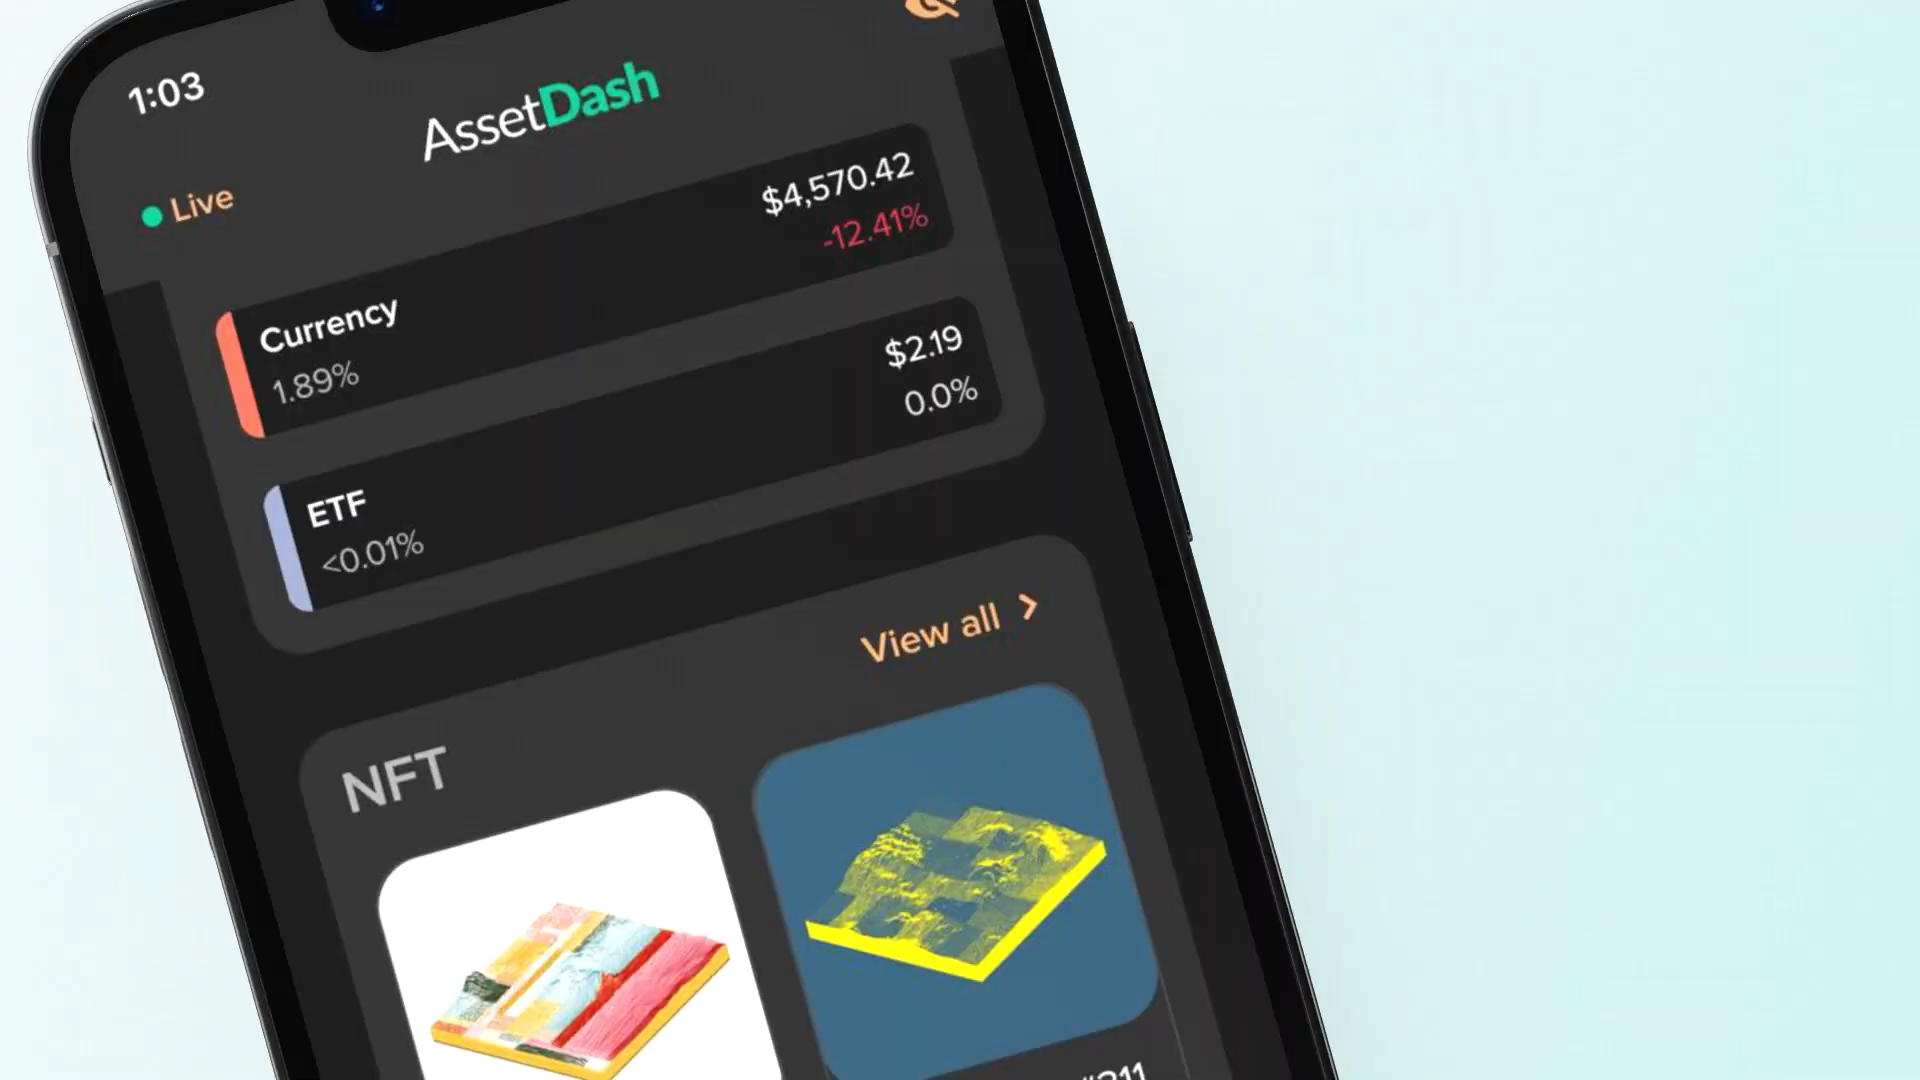 1:03
AssetDash
Live
$4,570.42
-12.41%
Currency
1.89%
$2.19
0.0%
ETF
<0.01%
View all
NFT